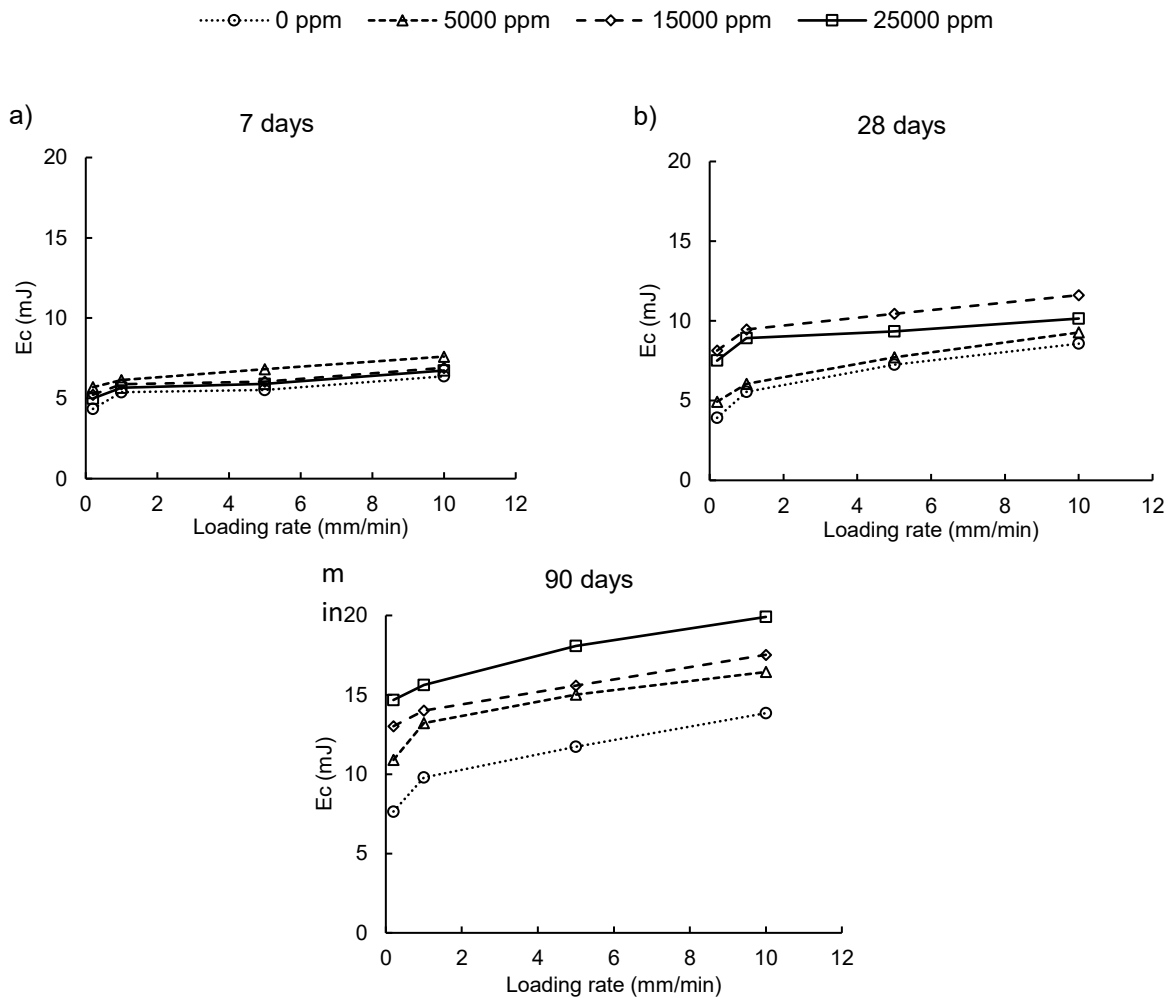 0 ppm 5000 ppm 15000 ppm 25000 ppm
a)
7 days
20
15
10
5
0
Ec (mJ)
0 2 4 6 8 10 12
Loading rate (mm/min)
b)
28 days
20
15
10
5
0
Ec (mJ)
0 2 4 6 8 10 12
Loading rate (mm/min)
m
in
90 days
20
15
10
5
0
Ec (mJ)
0 2 4 6 8 10 12
Loading rate (mm/min)